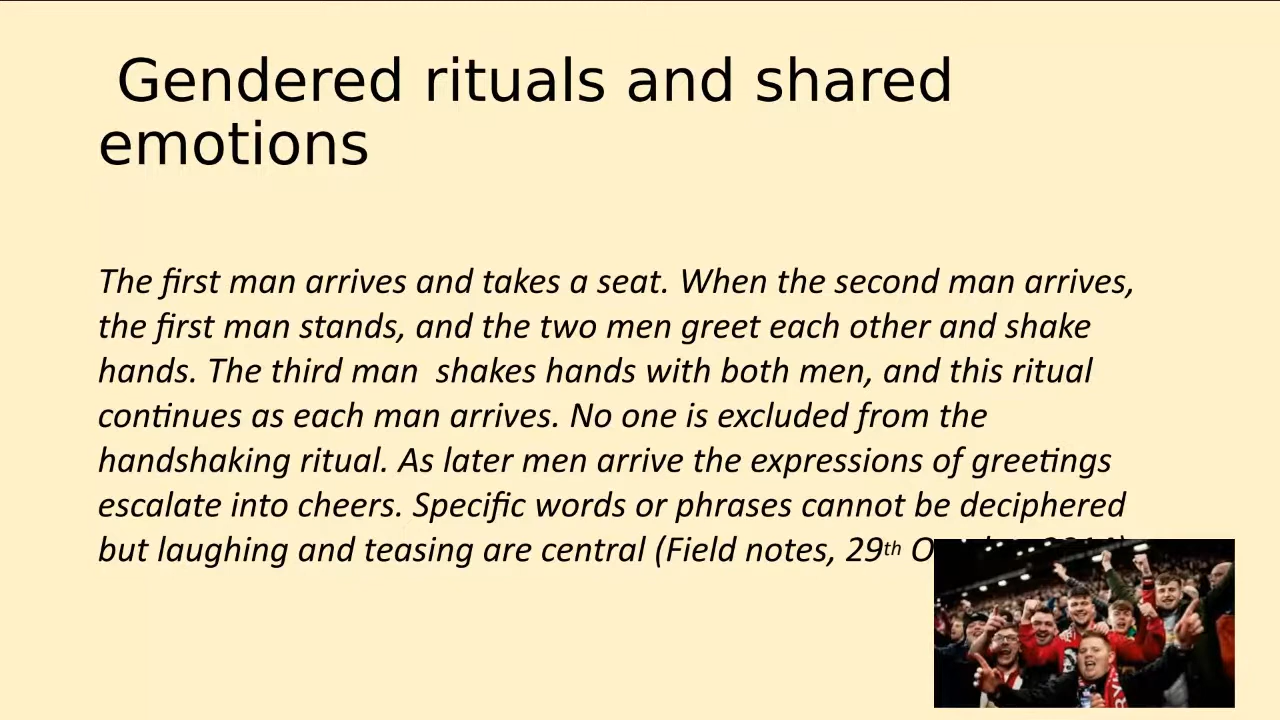 Gendered rituals and shared
emotions
The first man arrives and takes a seat. When the second man arrives,
the first man stands, and the two men greet each other and shake
hands. The third man  shakes hands with both men, and this ritual
continues as each man arrives. No one is excluded from the
handshaking ritual. As later men arrive the expressions of greetings
escalate into cheers. Specific words or phrases cannot be deciphered
but laughing and teasing are central (Field notes, 29th